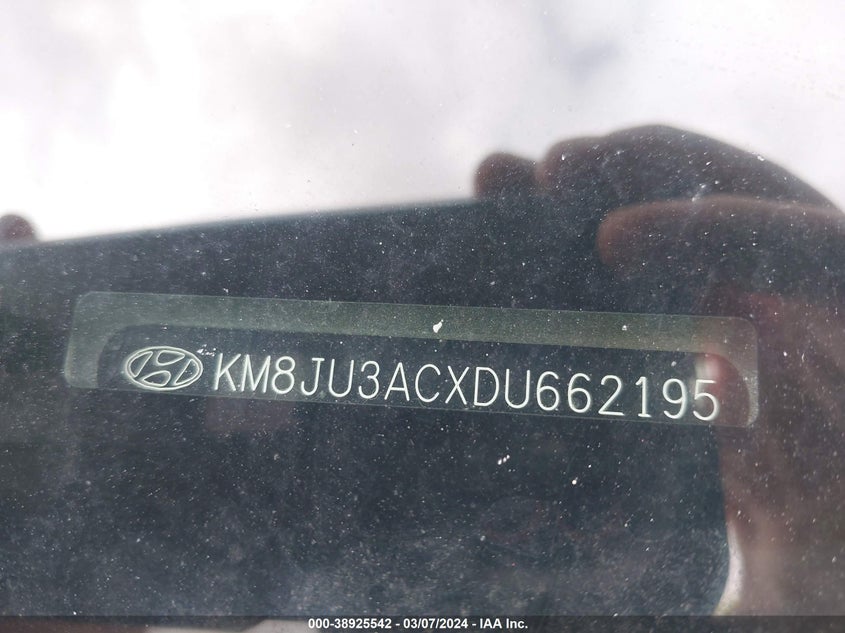 KM8JU3ACXDU662195
000-38925542 - 03/07/2024 - IAA Inc.